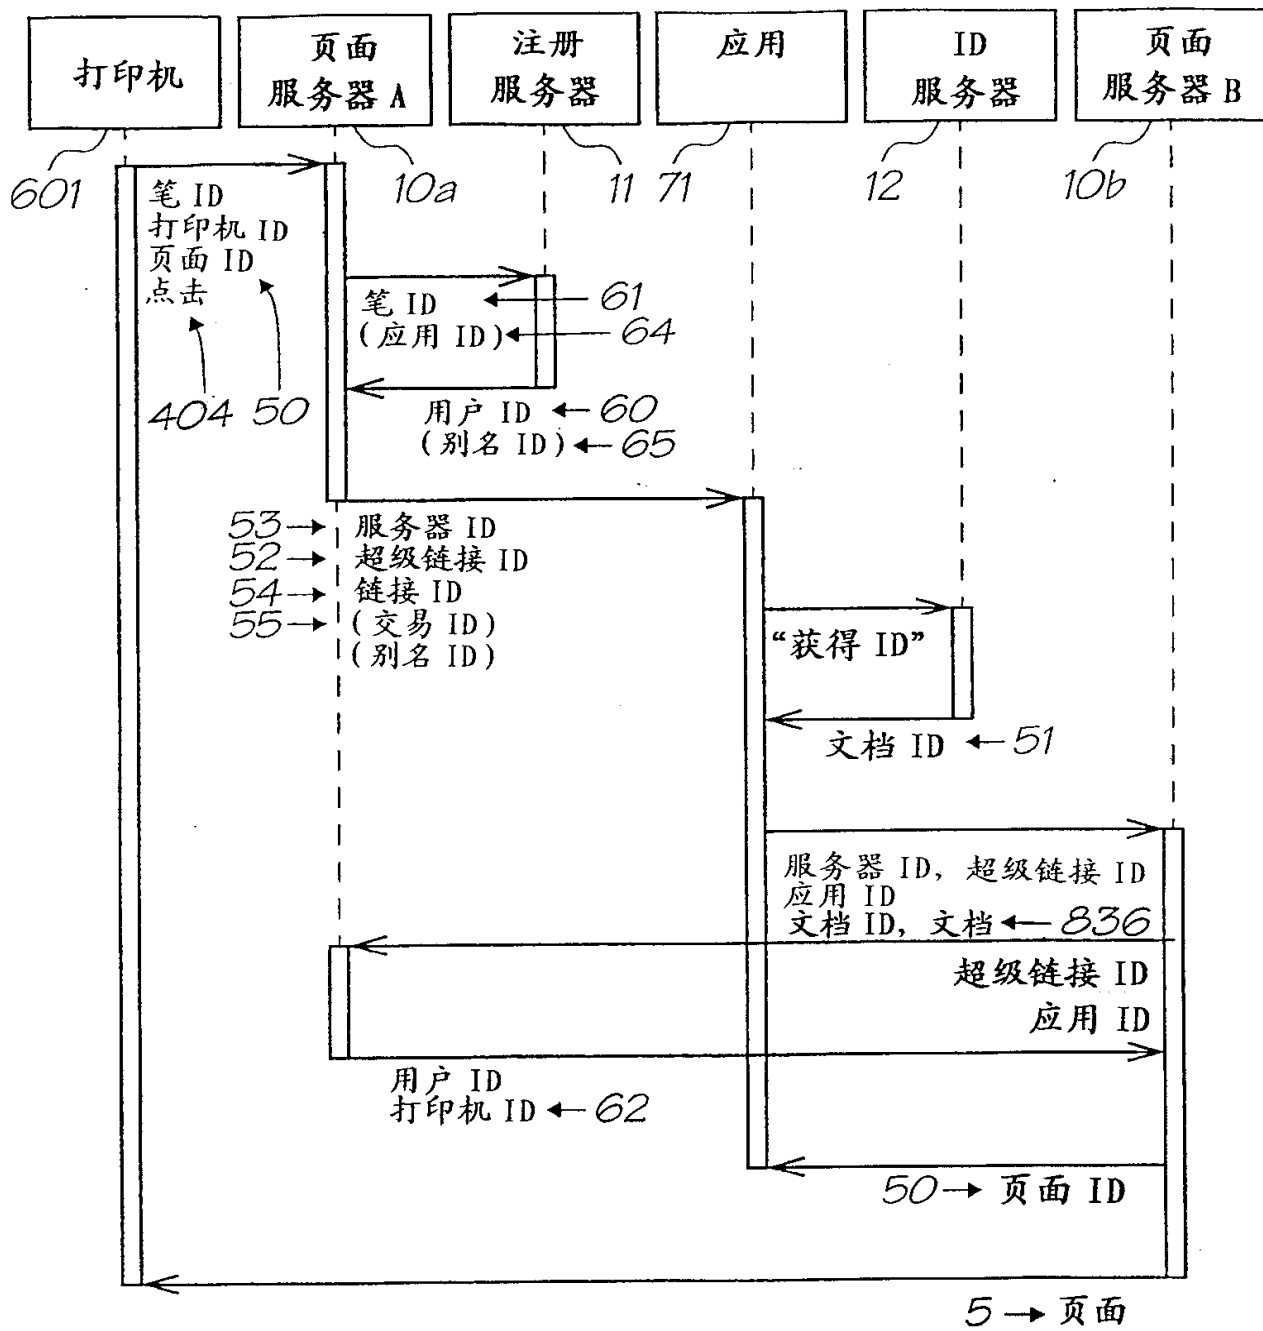 打印机
页面
服务器 A
注册
服务器
应用
ID
服务器
页面
服务器 B
601
10a
11
71
12
10b
笔 ID
打印机 ID
页面 ID
点击
404
50
笔 ID
61
(应用 ID)
64
用户 ID
60
(别名 ID)
65
53
服务器 ID
52
超级链接 ID
54
链接 ID
55
(交易 ID)
(别名 ID)
“获得 ID”
文档 ID
51
服务器 ID, 超级链接 ID
应用 ID
文档 ID, 文档
836
超级链接 ID
应用 ID
用户 ID
打印机 ID
62
50
页面 ID
5
页面